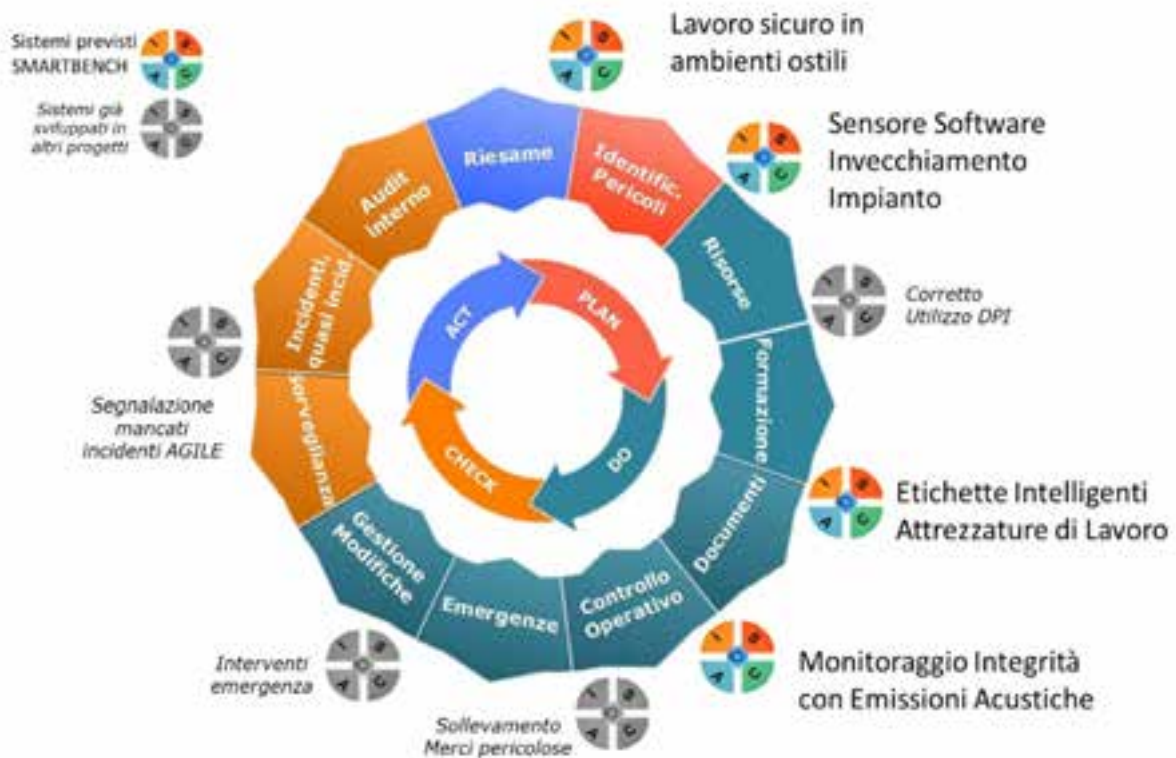 Sistemi previsti
SMARTBENCH
I B
A C
Sistemi già
sviluppati in
altri progetti
I B
A C
Lavoro sicuro in
ambienti ostili
I B
A C
Sensore Software
Invecchiamento
Impianto
I B
A C
Riesame
Identific.
Pericoli
Audit
interno
Risorse
Incidenti,
quasi incid.
Corretto
Utilizzo DPI
I B
A C
ACT
PLAN
Formazione
I B
A C
Segnalazione
mancati
incidenti AGILE
Sorveglianza
CHECK
DO
Documenti
Etichette Intelligenti
Attrezzature di Lavoro
I B
A C
Gestione
Modifiche
Emergenze
Controllo
Operativo
Interventi
emergenza
I B
A C
Monitoraggio Integrità
con Emissioni Acustiche
I B
A C
Sollevamento
Merci pericolose
I B
A C